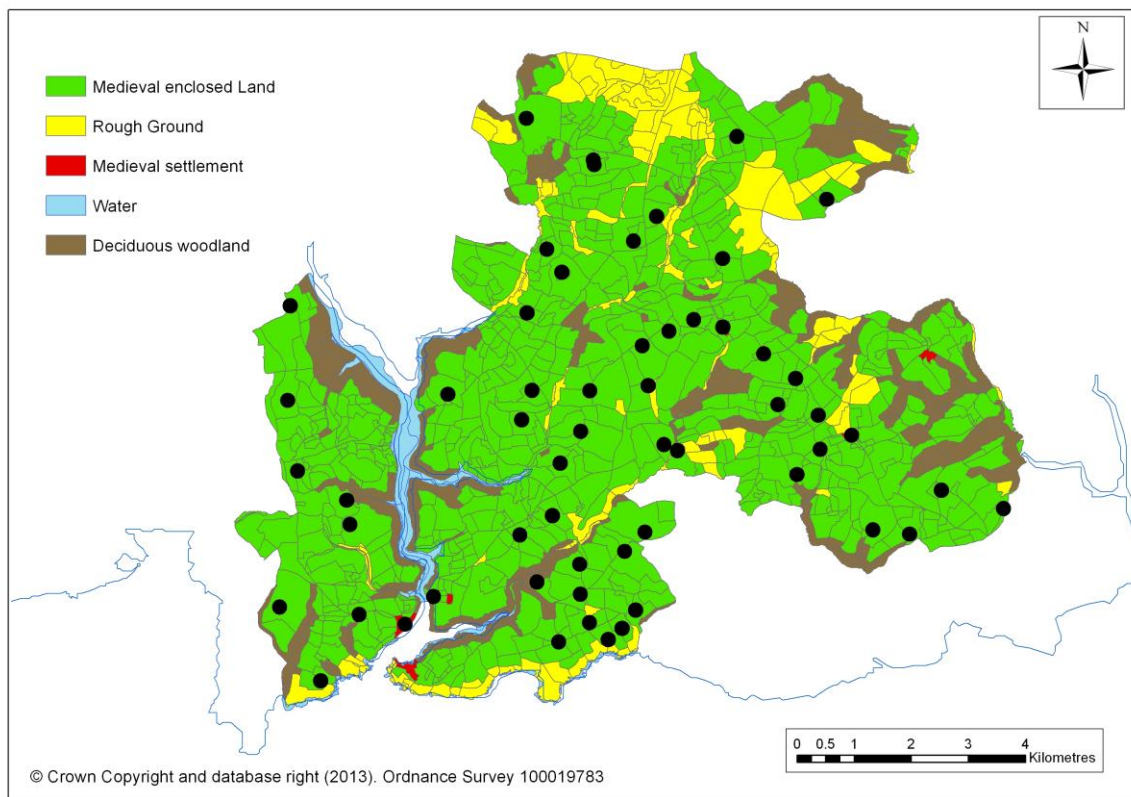 N
Medieval enclosed Land
Rough Ground
Medieval settlement
Water
Deciduous woodland
0 0.5 1 2 3 4
Kilometres
© Crown Copyright and database right (2013). Ordnance Survey 100019783